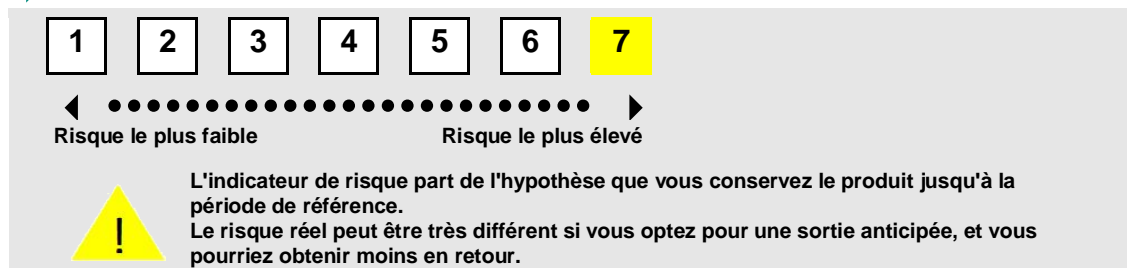 1 2 3 4 5 6 7
Risque le plus faible Risque le plus élevé
L'indicateur de risque part de l'hypothèse que vous conservez le produit jusqu'à la
période de référence.
! Le risque réel peut être très différent si vous optez pour une sortie anticipée, et vous
pourriez obtenir moins en retour.